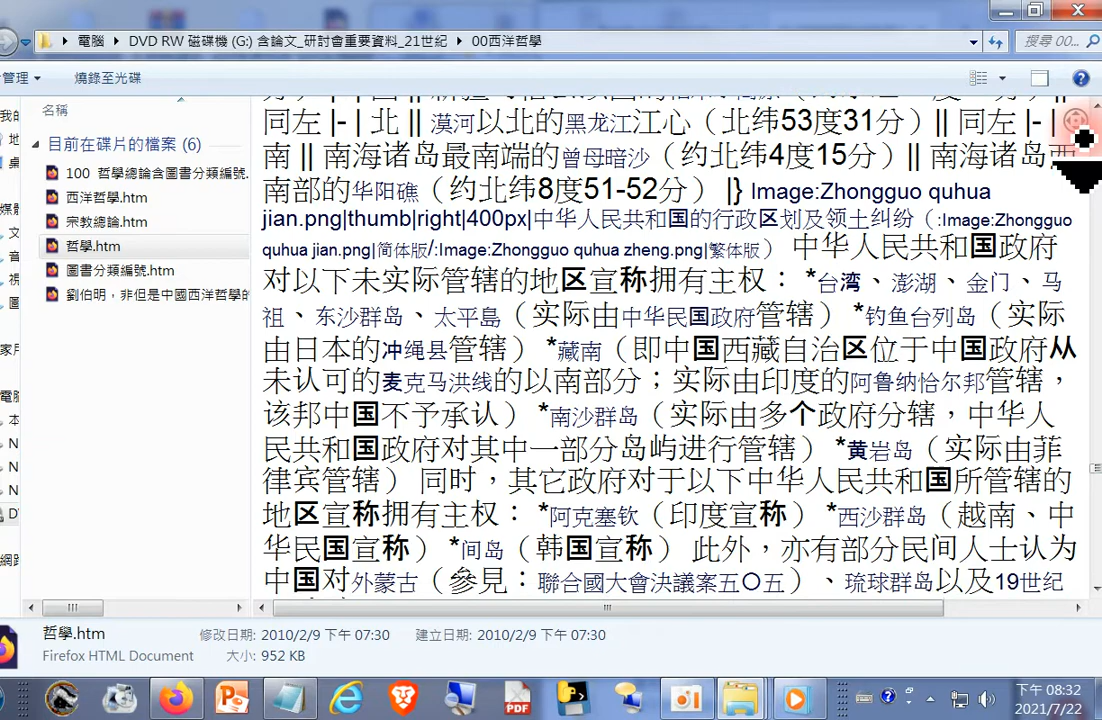 電腦 ▸ DVD RW 磁碟機 (G:) 含論文_研討會重要資料_21世紀 ▸ 00西洋哲學
搜尋 00...
管理
燒錄至光碟
名稱
目前在碟片的檔案 (6)
100 哲學總論含圖書分類編號.
西洋哲學.htm
宗教總論.htm
哲學.htm
圖書分類編號.htm
劉伯明，非但是中國西洋哲學的
同左 |- | 北 || 漠河以北的黑龙江江心（北纬53度31分）|| 同左 |- |
南 || 南海诸岛最南端的曾母暗沙（约北纬4度15分）|| 南海诸岛西
南部的华阳礁（约北纬8度51-52分） |} Image:Zhongguo quhua
jian.png|thumb|right|400px|中华人民共和国的行政区划及领土纠纷（:Image:Zhongguo
quhua jian.png|简体版/:Image:Zhongguo quhua zheng.png|繁体版） 中华人民共和国政府
对以下未实际管辖的地区宣称拥有主权： *台湾、澎湖、金门、马
祖、东沙群岛、太平島（实际由中华民国政府管辖） *钓鱼台列岛（实际
由日本的冲绳县管辖） *藏南（即中国西藏自治区位于中国政府从
未认可的麦克马洪线的以南部分；实际由印度的阿鲁纳恰尔邦管辖，
该邦中国不予承认） *南沙群岛（实际由多个政府分辖，中华人
民共和国政府对其中一部分岛屿进行管辖） *黄岩岛（实际由菲
律宾管辖） 同时，其它政府对于以下中华人民共和国所管辖的
地区宣称拥有主权： *阿克塞钦（印度宣称） *西沙群岛（越南、中
华民国宣称） *间岛（韩国宣称） 此外，亦有部分民间人士认为
中国对外蒙古（參見：聯合國大會決議案五〇五）、琉球群岛以及19世纪
哲學.htm
修改日期: 2010/2/9 下午 07:30
建立日期: 2010/2/9 下午 07:30
Firefox HTML Document
大小: 952 KB
PDF
下午 08:32
2021/7/22